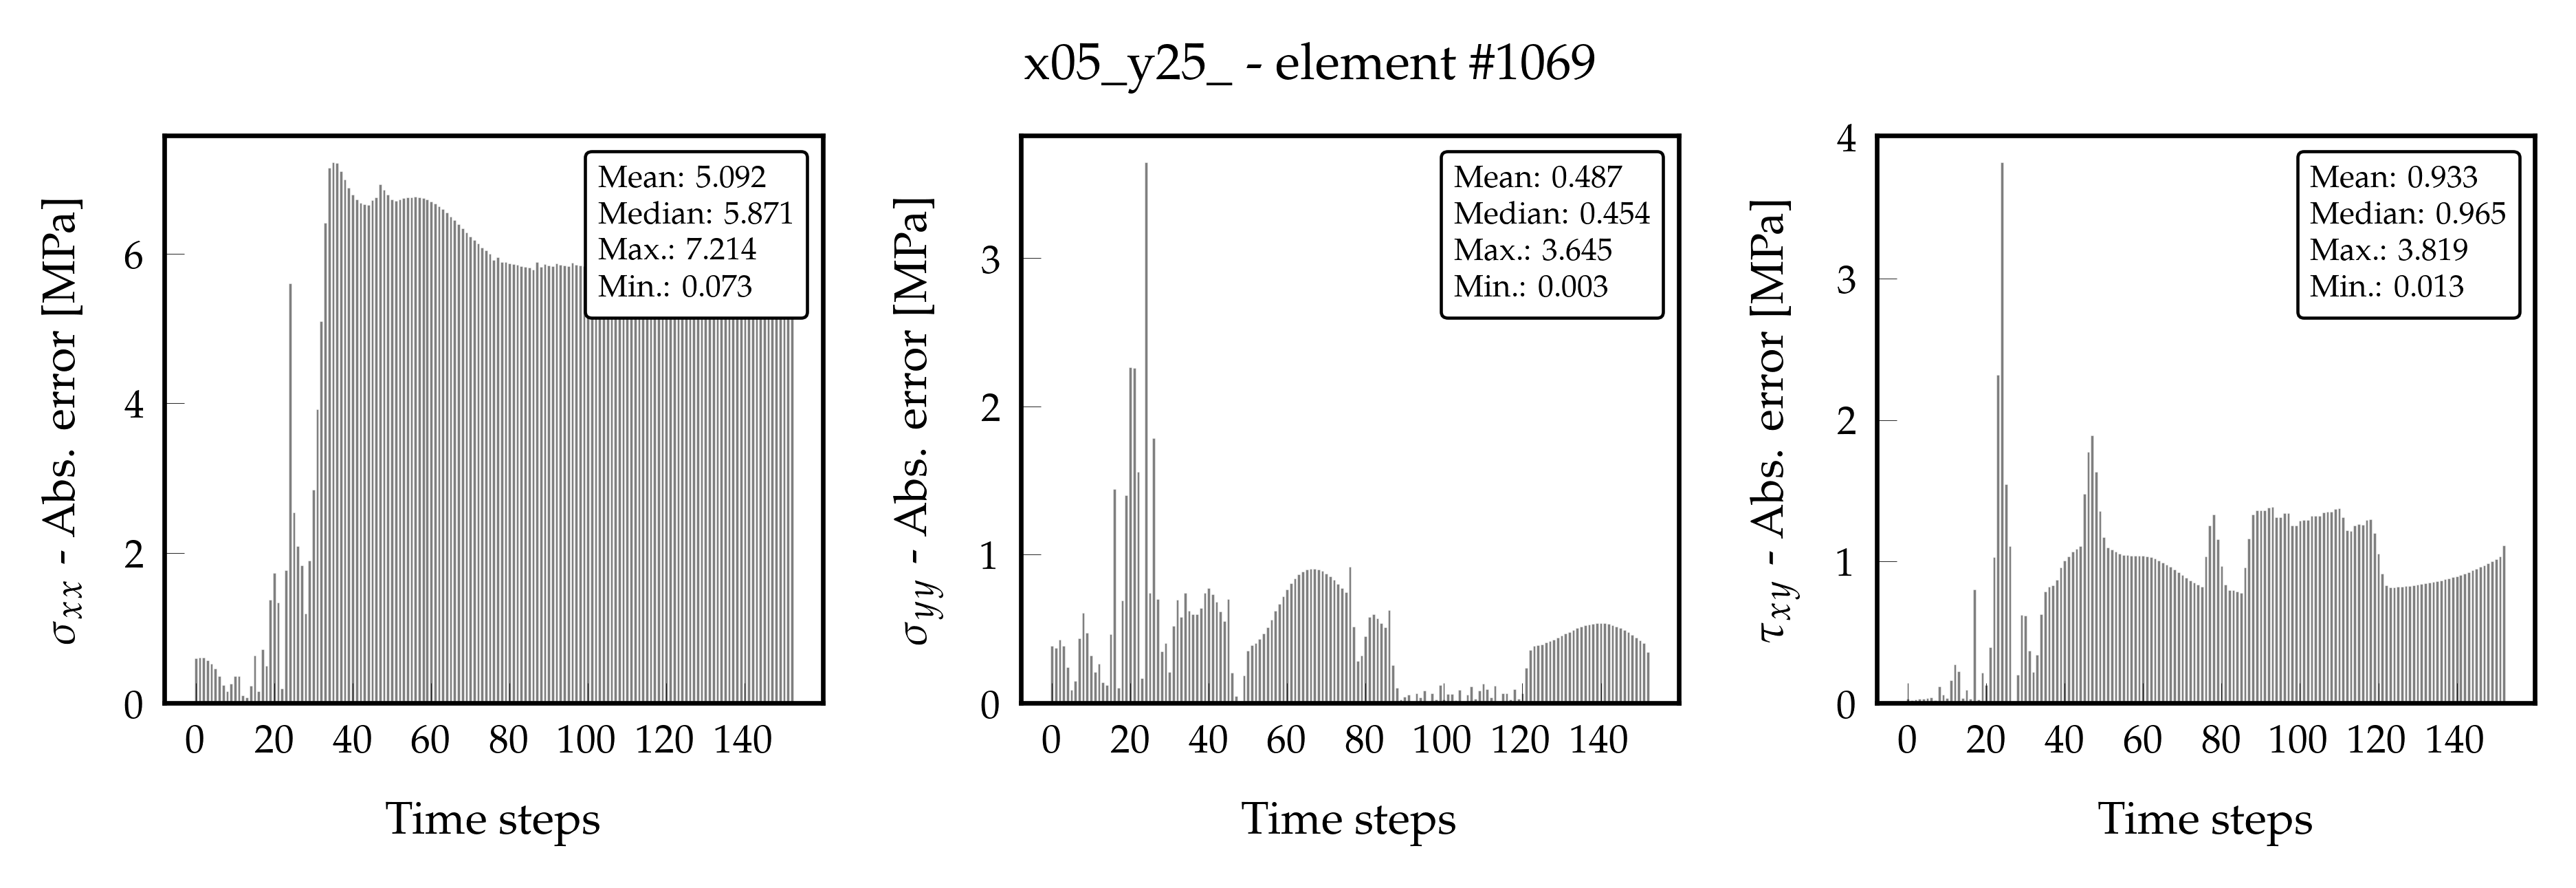 x05_y25_ - element #1069
σxx - Abs. error [MPa]
6
4
2
0
Mean: 5.092
Median: 5.871
Max.: 7.214
Min.: 0.073
0 20 40 60 80 100 120 140
Time steps
σyy - Abs. error [MPa]
3
2
1
0
Mean: 0.487
Median: 0.454
Max.: 3.645
Min.: 0.003
0 20 40 60 80 100 120 140
Time steps
τxy - Abs. error [MPa]
4
3
2
1
0
Mean: 0.933
Median: 0.965
Max.: 3.819
Min.: 0.013
0 20 40 60 80 100 120 140
Time steps